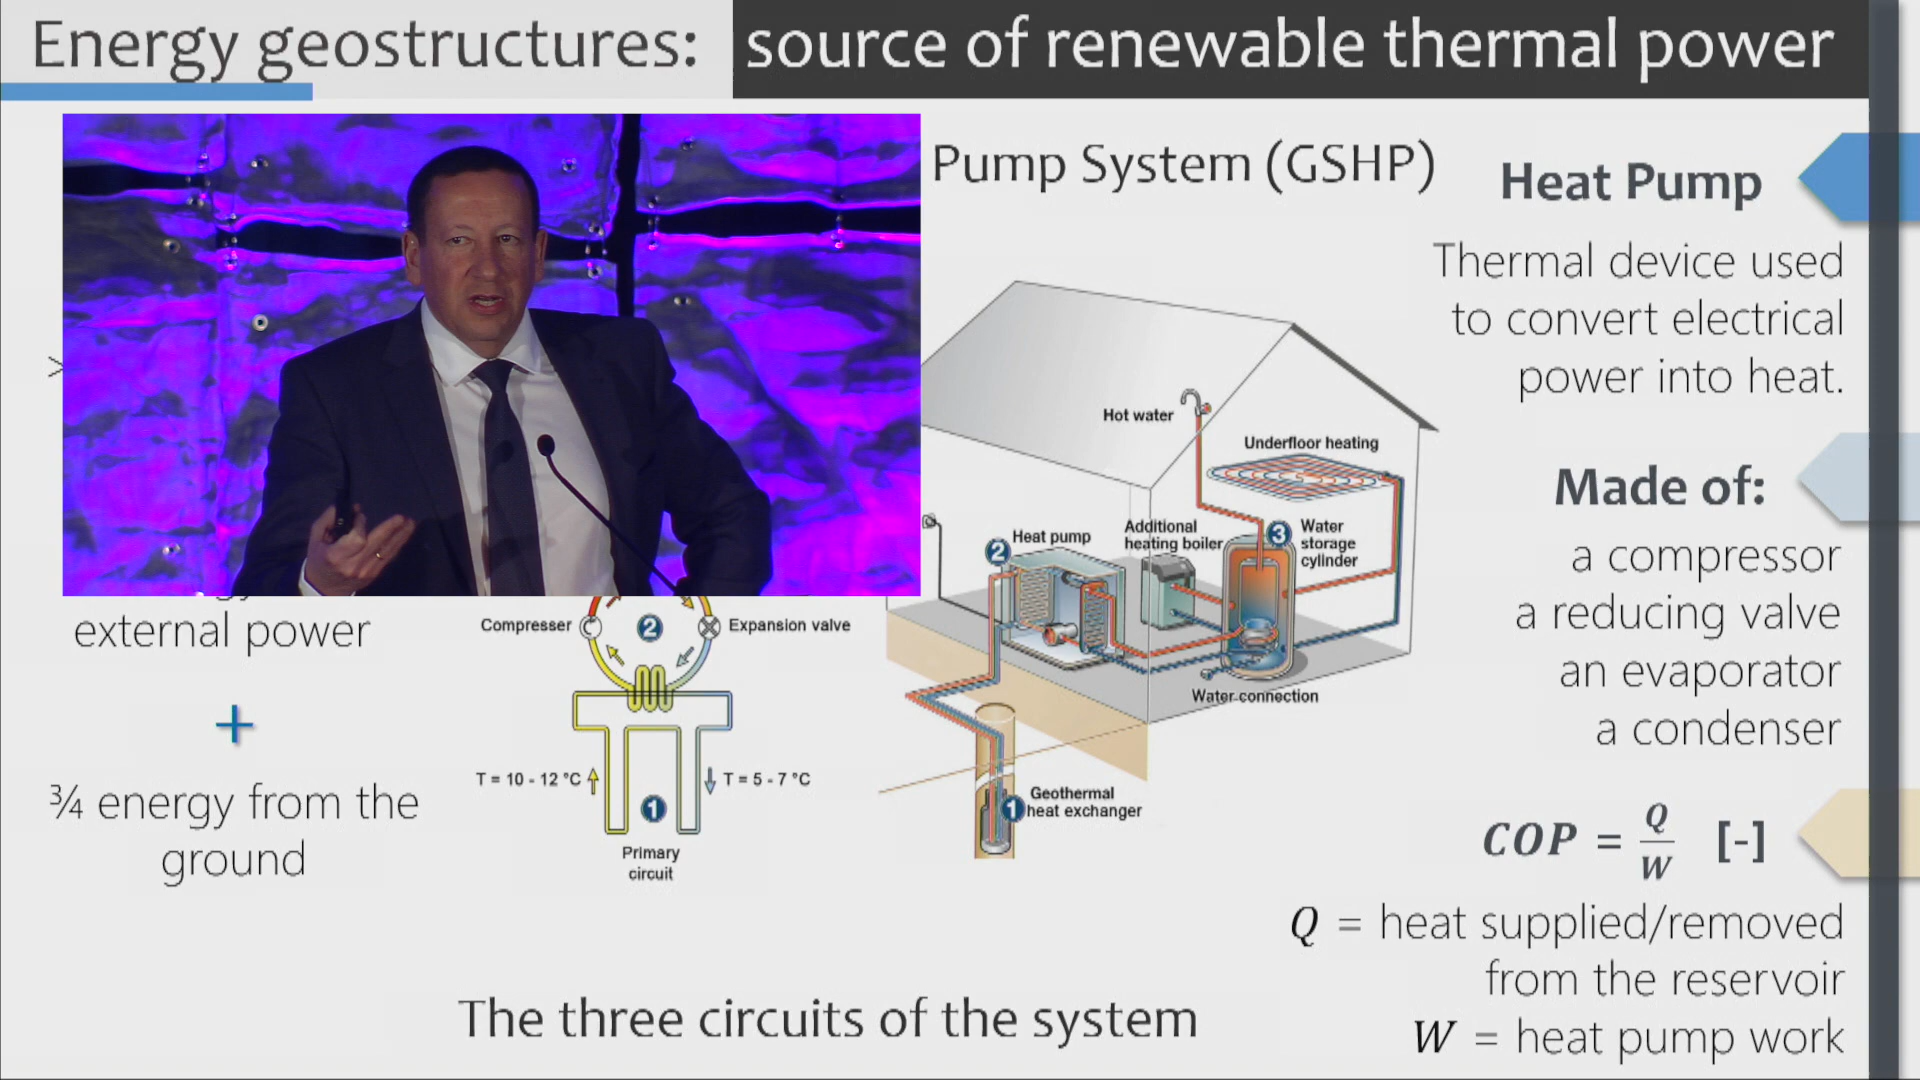 Energy geostructures: source of renewable thermal power
Pump System (GSHP)
Heat Pump
Thermal device used
to convert electrical
power into heat.
>
Hot water
Underfloor heating
Made of:
a compressor
a reducing valve
an evaporator
a condenser
2
Heat pump
Additional
heating boiler
3
Water
storage
cylinder
Water connection
1
Geothermal
heat exchanger
external power
+
¾ energy from the
ground
Compressor
2
Expansion valve
T = 10 - 12 °C
T = 5 - 7 °C
1
Primary
circuit
COP = Q/W [-]
Q = heat supplied/removed
from the reservoir
W = heat pump work
The three circuits of the system